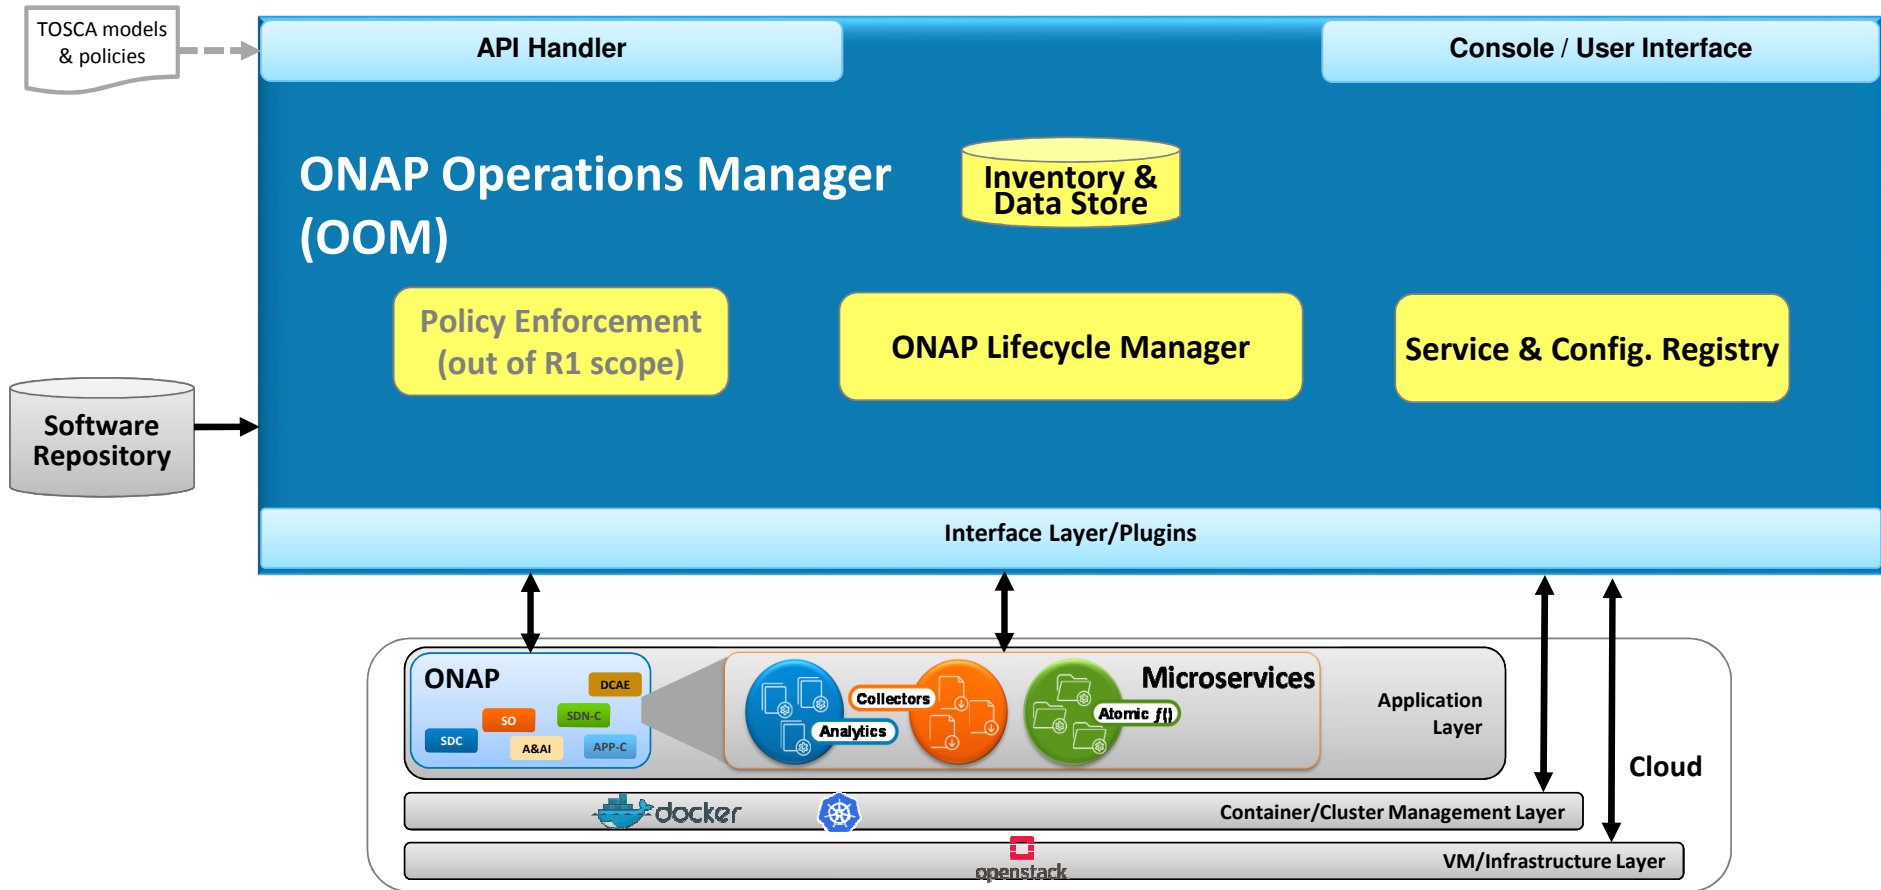 TOSCA models
& policies
API Handler
Console / User Interface
ONAP Operations Manager
(OOM)
Inventory &
Data Store
Policy Enforcement
(out of R1 scope)
ONAP Lifecycle Manager
Service & Config. Registry
Software
Repository
Interface Layer/Plugins
ONAP
DCAE
SO
SDN-C
SDC
A&AI
APP-C
Microservices
Collectors
Analytics
Atomic ƒ()
Application
Layer
Cloud
docker
Container/Cluster Management Layer
openstack
VM/Infrastructure Layer